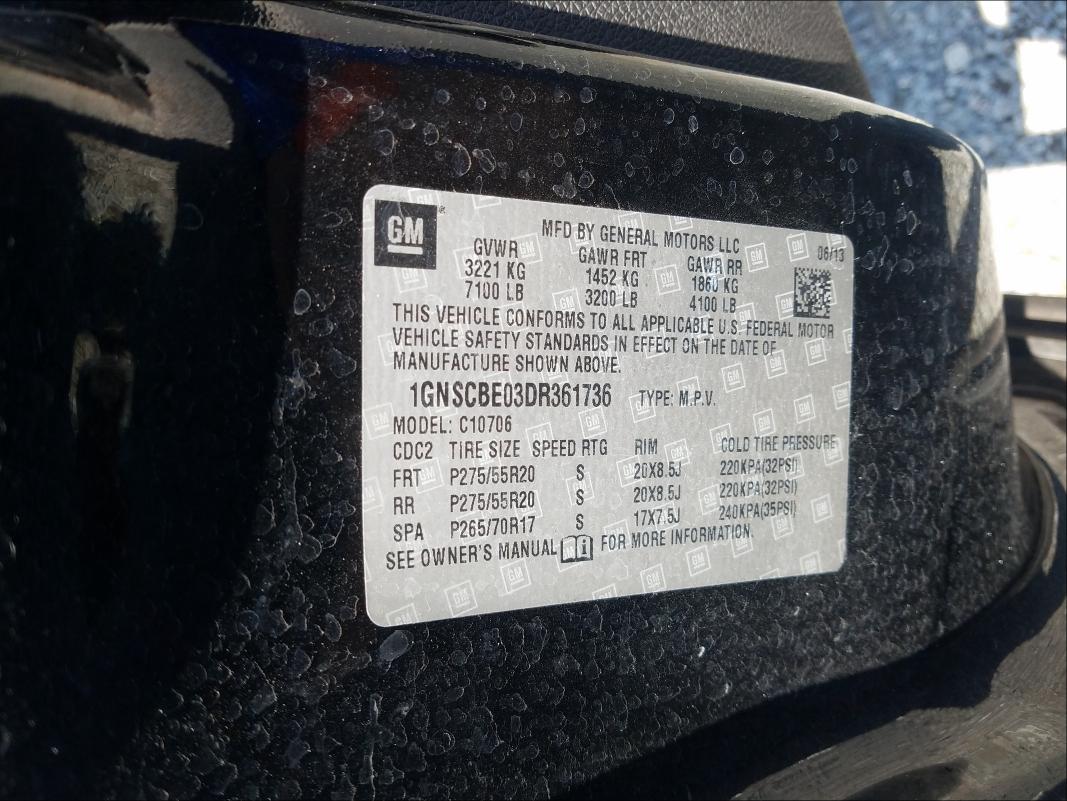 GM
MFD BY GENERAL MOTORS LLC
06/13
GVWR GAWR FRT GAWR RR
3221 KG 1452 KG 1860 KG
7100 LB 3200 LB 4100 LB
THIS VEHICLE CONFORMS TO ALL APPLICABLE U.S. FEDERAL MOTOR
VEHICLE SAFETY STANDARDS IN EFFECT ON THE DATE OF
MANUFACTURE SHOWN ABOVE.
1GNSCBE03DR361736 TYPE: M.P.V.
MODEL: C10706
CDC2 TIRE SIZE SPEED RTG RIM COLD TIRE PRESSURE
FRT P275/55R20 S 20X8.5J 220KPA(32PSI)
RR P275/55R20 S 20X8.5J 220KPA(32PSI)
SPA P265/70R17 S 17X7.5J 240KPA(35PSI)
SEE OWNER'S MANUAL i FOR MORE INFORMATION.